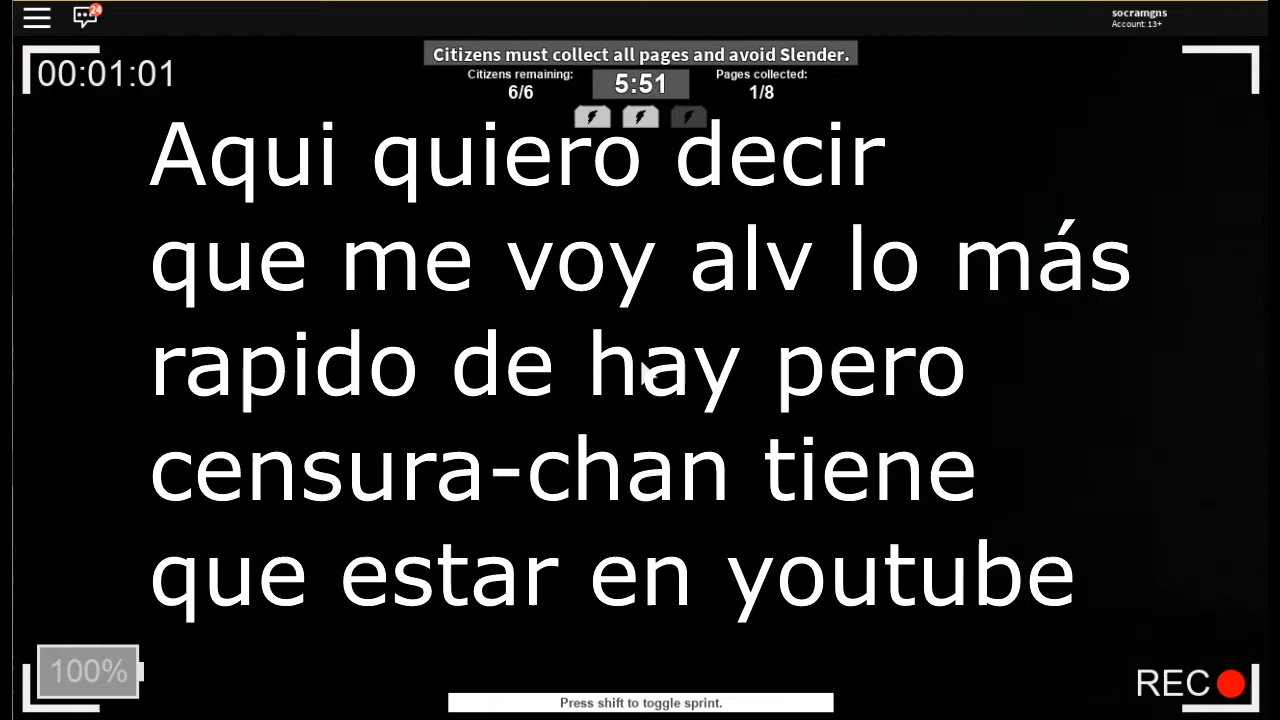 24
socramgns
Account: 13+
Citizens must collect all pages and avoid Slender.
00:01:01
Citizens remaining:
6/6
5:51
Pages collected:
1/8
Aqui quiero decir
que me voy alv lo más
rapido de hay pero
censura-chan tiene
que estar en youtube
100%
REC
Press shift to toggle sprint.